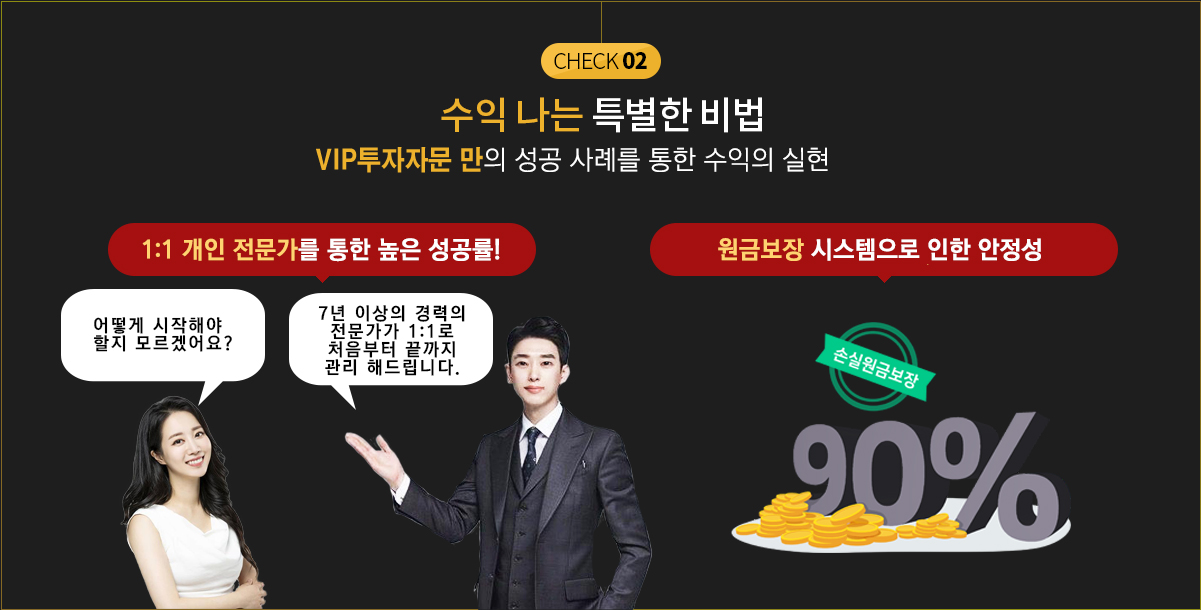 CHECK 02
수익 나는 특별한 비법
VIP투자자문 만의 성공 사례를 통한 수익의 실현
1:1 개인 전문가를 통한 높은 성공률!
어떻게 시작해야
할지 모르겠어요?
7년 이상의 경력의
전문가가 1:1로
처음부터 끝까지
관리 해드립니다.
원금보장 시스템으로 인한 안정성
손실원금보장
90%